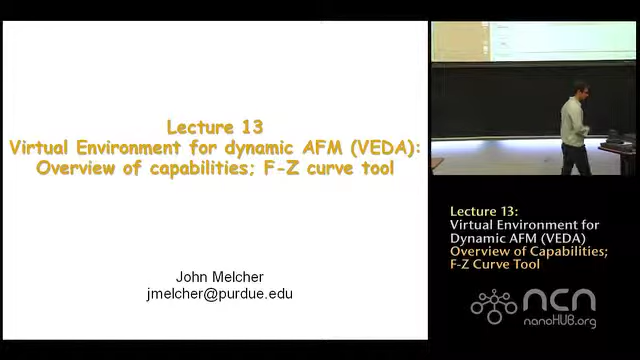 Lecture 13
Virtual Environment for dynamic AFM (VEDA):
Overview of capabilities; F-Z curve tool
John Melcher
jmelcher@purdue.edu
Lecture 13:
Virtual Environment for
Dynamic AFM (VEDA)
Overview of Capabilities;
F-Z Curve Tool
ncn
nanoHUB.org